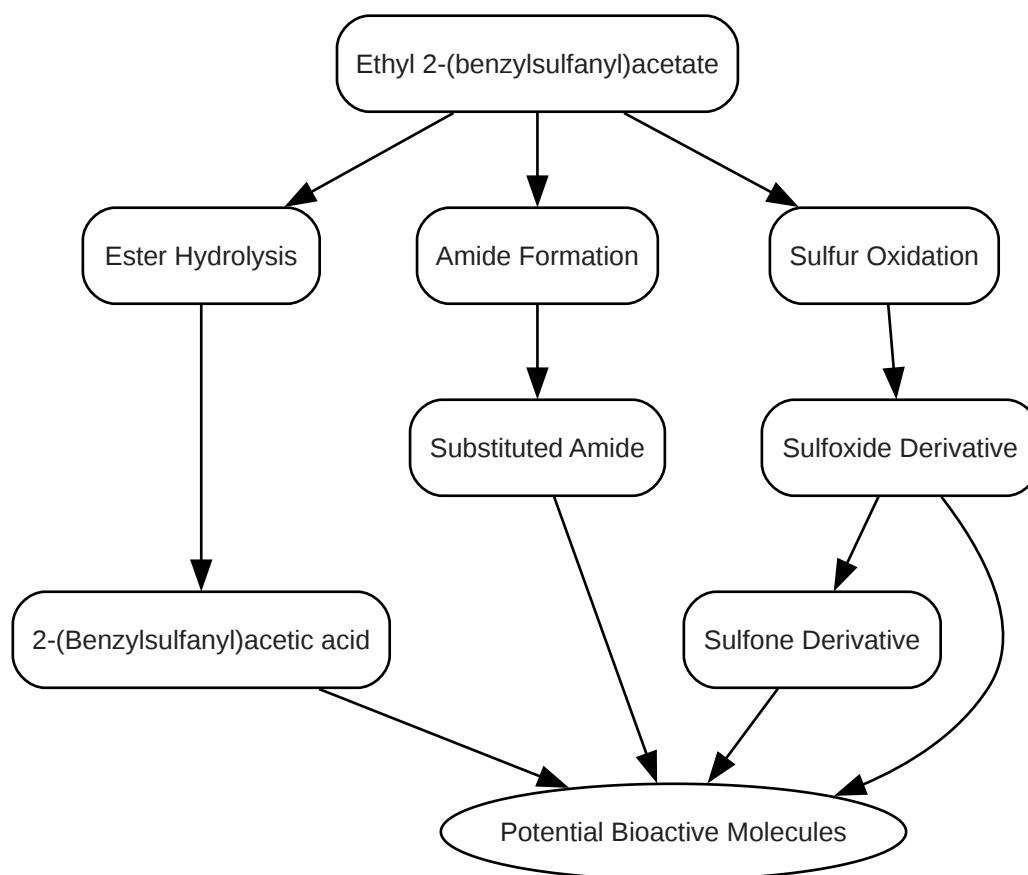 Ethyl 2-(benzylsulfanyl)acetate
Ester Hydrolysis
Amide Formation
Sulfur Oxidation
Substituted Amide
Sulfoxide Derivative
2-(Benzylsulfanyl)acetic acid
Sulfone Derivative
Potential Bioactive Molecules